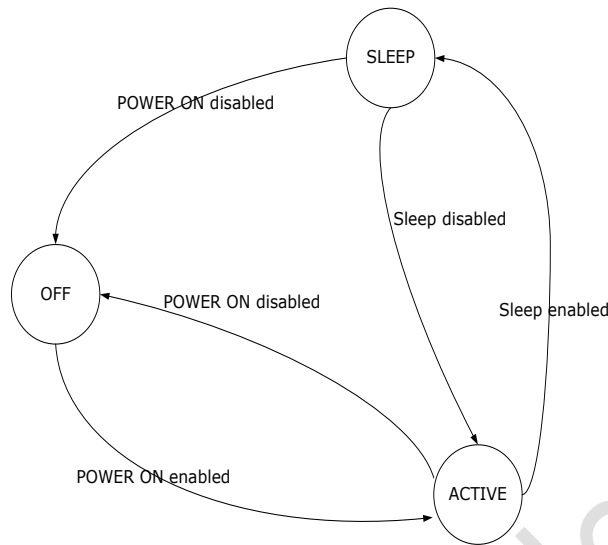 SLEEP
POWER ON disabled
Sleep disabled
OFF
POWER ON disabled
Sleep enabled
POWER ON enabled
ACTIVE